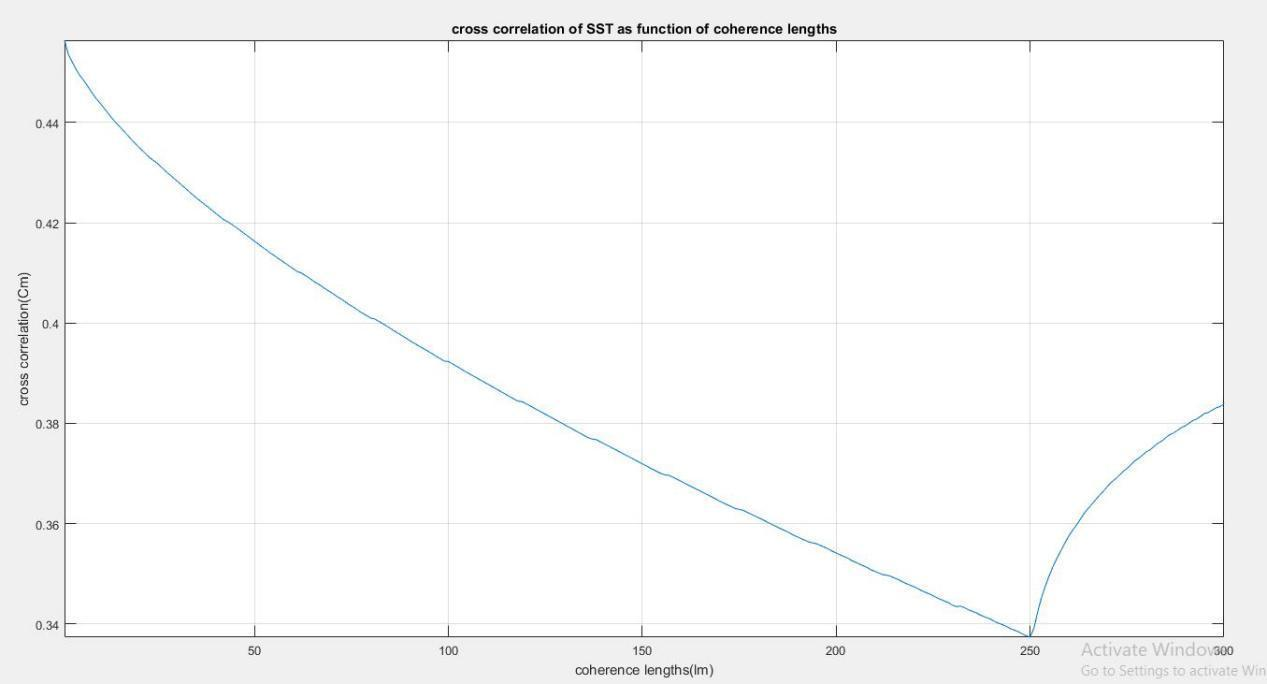 cross correlation of SST as function of coherence lengths
0.44
0.42
0.4
0.38
0.36
0.34
cross correlation(Cm)
50 100 150 200 250 300
coherence lengths(lm)
Activate Windows
Go to Settings to activate Win